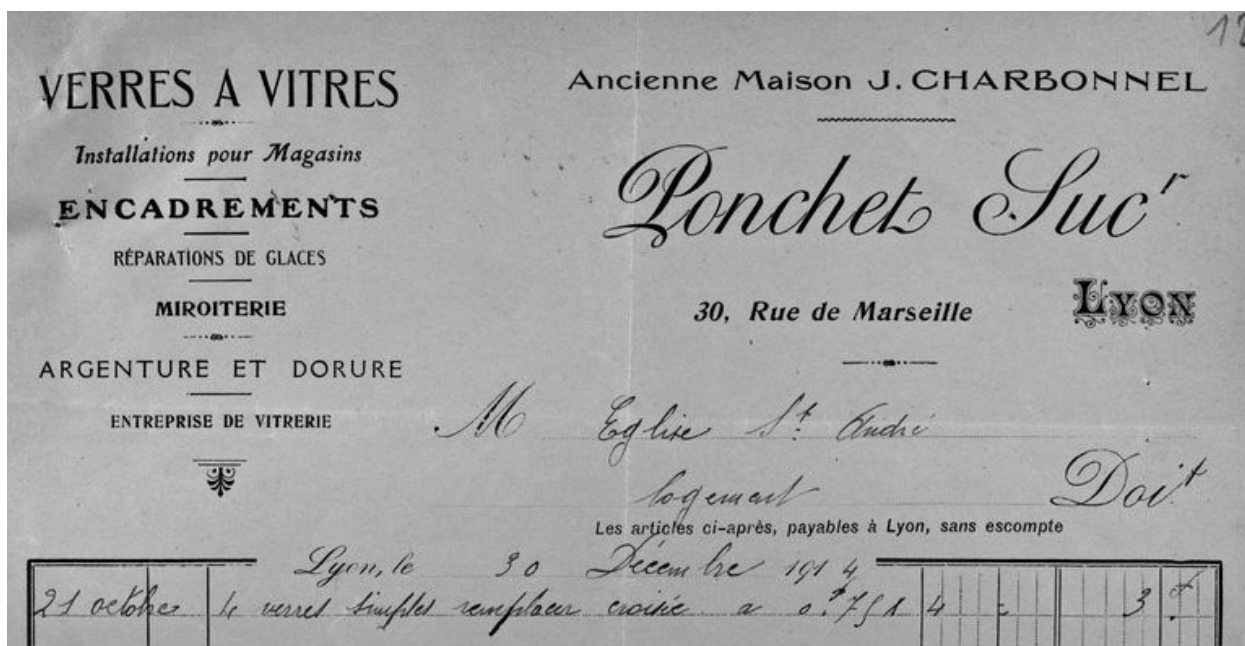 12
VERRES A VITRES
Installations pour Magasins
ENCADREMENTS
RÉPARATIONS DE GLACES
MIROITERIE
ARGENTURE ET DORURE
ENTREPRISE DE VITRERIE
Ancienne Maison J. CHARBONNEL
Ponchet Sucr
30, Rue de Marseille LYON
M Eglise St. André
logement Doit
Les articles ci-après, payables à Lyon, sans escompte
Lyon, le 30 Décembre 1914
21 octobre 4 verres simples remplacer croisée a 0f.75 4 = 3